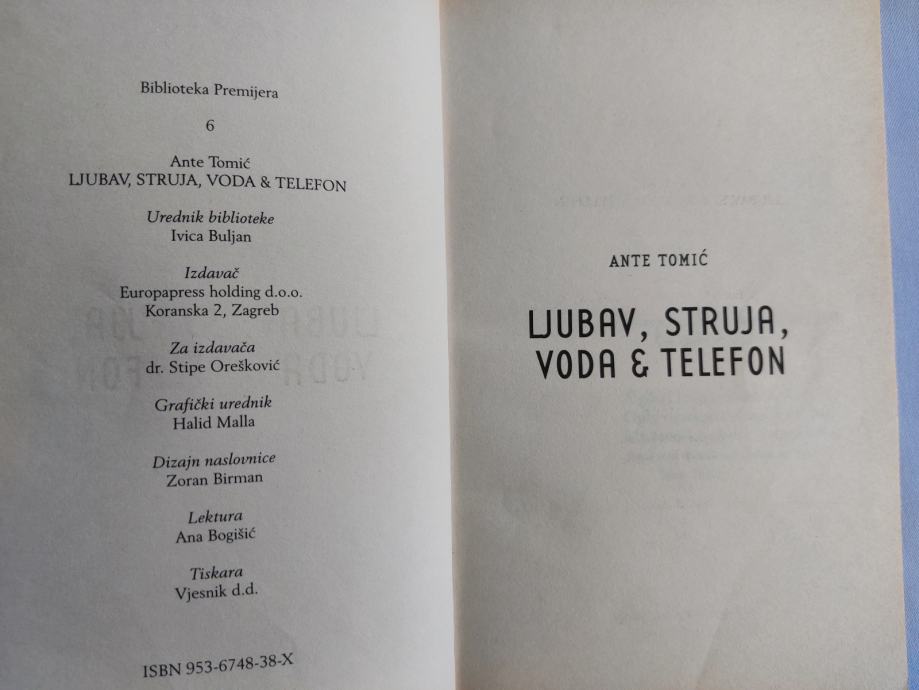 Biblioteka Premijera
6
Ante Tomić
LJUBAV, STRUJA, VODA & TELEFON
Urednik biblioteke
Ivica Buljan
Izdavač
Europapress holding d.o.o.
Koranska 2, Zagreb
Za izdavača
dr. Stipe Orešković
Grafički urednik
Halid Malla
Dizajn naslovnice
Zoran Birman
Lektura
Ana Bogišić
Tiskara
Vjesnik d.d.
ISBN 953-6748-38-X
ANTE TOMIĆ
LJUBAV, STRUJA,
VODA & TELEFON